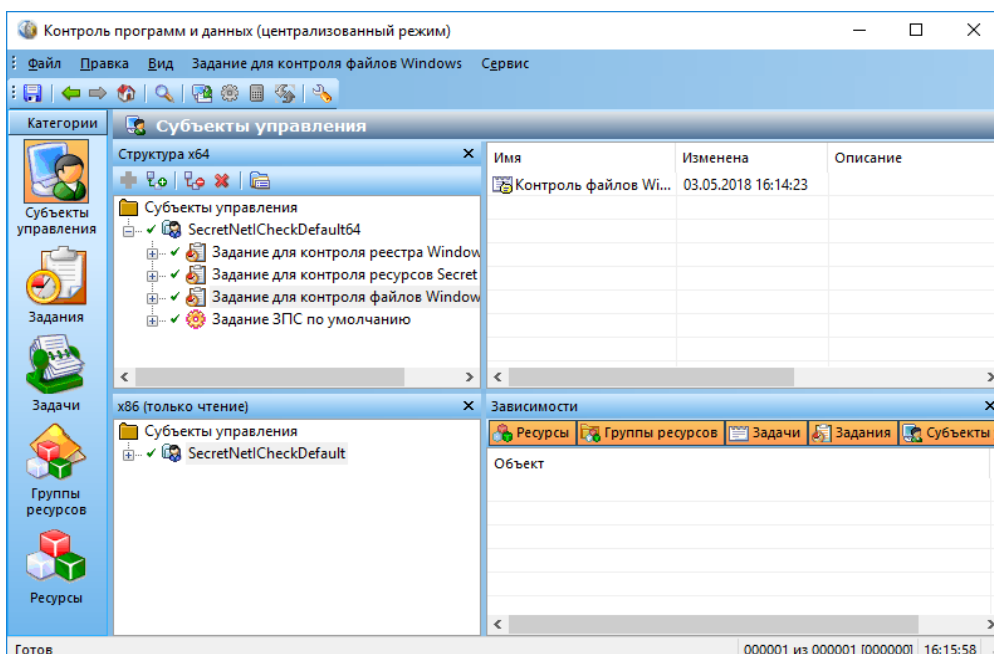 Контроль программ и данных (централизованный режим)
Файл Правка Вид Задание для контроля файлов Windows Сервис
Категории
Субъекты управления
Задания
Задачи
Группы ресурсов
Ресурсы
Субъекты управления
Структура x64
Субъекты управления
SecretNetICheckDefault64
Задание для контроля реестра Window
Задание для контроля ресурсов Secret
Задание для контроля файлов Window
Задание ЗПС по умолчанию
Имя Изменена Описание
Контроль файлов Wi... 03.05.2018 16:14:23
x86 (только чтение)
Субъекты управления
SecretNetICheckDefault
Зависимости
Ресурсы Группы ресурсов Задачи Задания Субъекты
Объект
Готов 000001 из 000001 [000000] 16:15:58